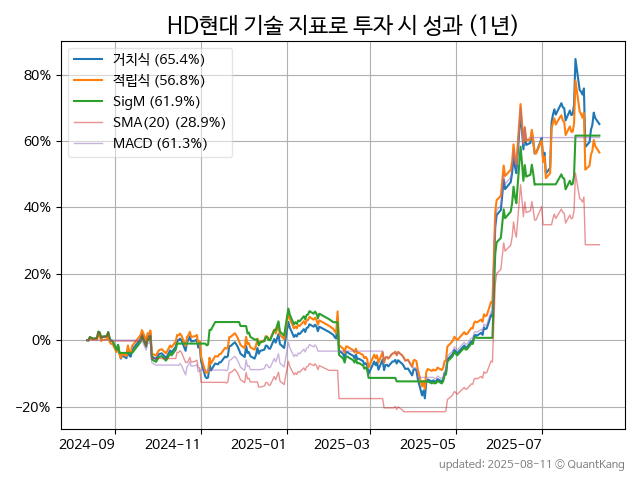 HD현대 기술 지표로 투자 시 성과 (1년)
거치식 (65.4%)
적립식 (56.8%)
SigM (61.9%)
SMA(20) (28.9%)
MACD (61.3%)
80%
60%
40%
20%
0%
−20%
2024-09 2024-11 2025-01 2025-03 2025-05 2025-07
updated: 2025-08-11 © QuantKang